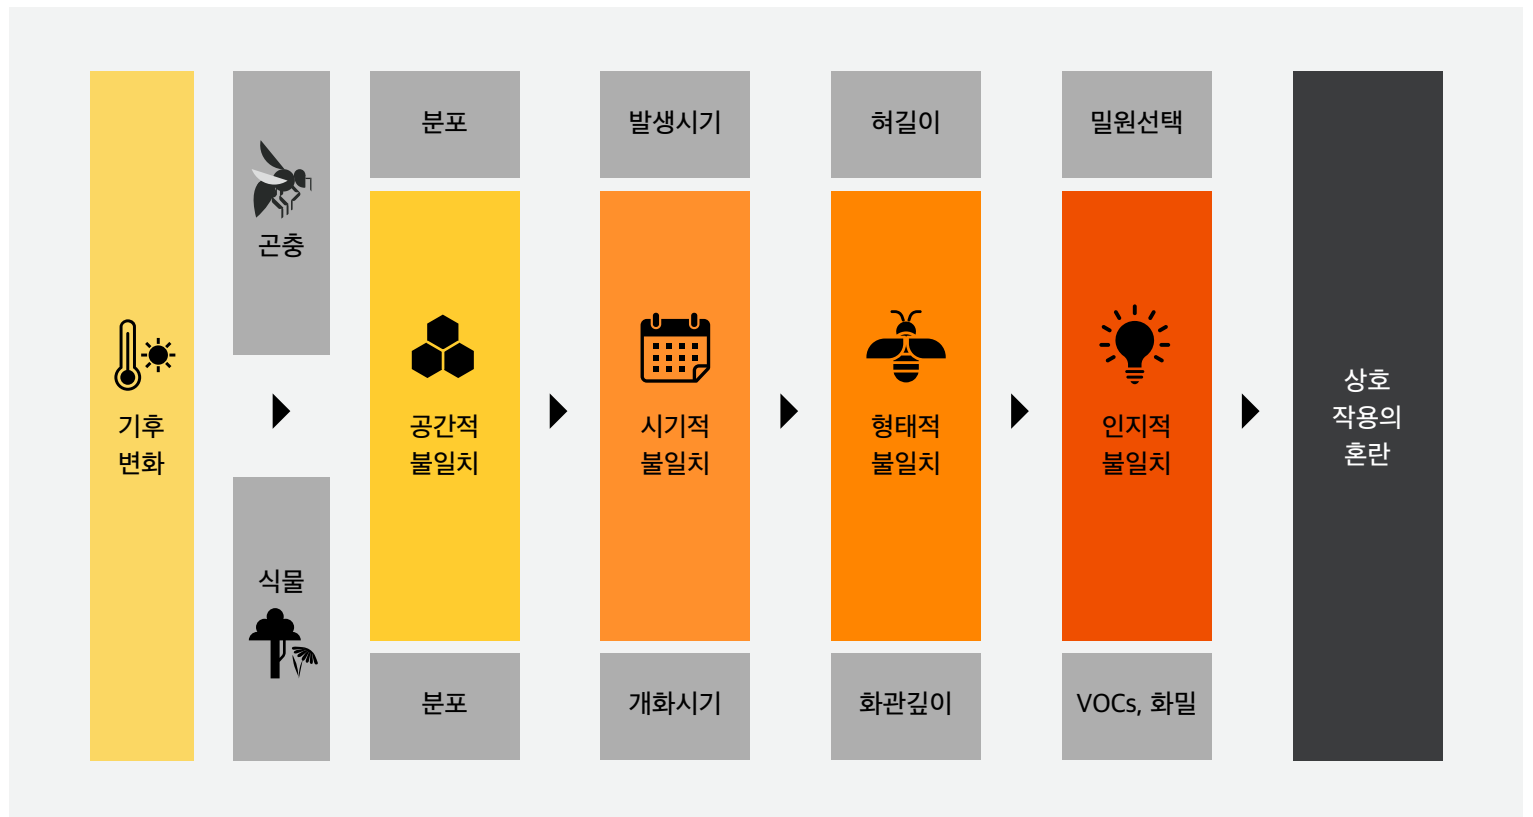 분포
발생시기
혀길이
밀원선택
곤충
기후
변화
공간적
불일치
시기적
불일치
형태적
불일치
인지적
불일치
상호
작용의
혼란
식물
분포
개화시기
화관깊이
VOCs, 화밀